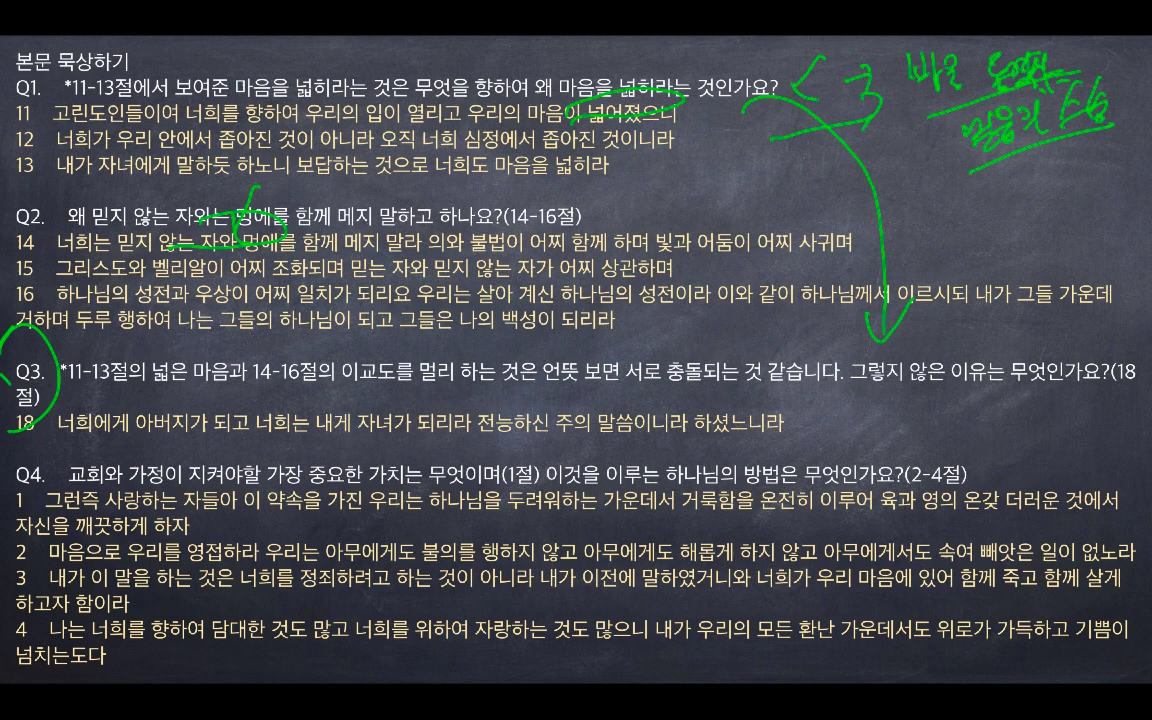 본문 묵상하기
Q1. *11-13절에서 보여준 마음을 넓히라는 것은 무엇을 향하여 왜 마음을 넓히라는 것인가요?
11 고린도인들이여 너희를 향하여 우리의 입이 열리고 우리의 마음이 넓어졌으니
12 너희가 우리 안에서 좁아진 것이 아니라 오직 너희 심정에서 좁아진 것이니라
13 내가 자녀에게 말하듯 하노니 보답하는 것으로 너희도 마음을 넓히라
Q2. 왜 믿지 않는 자와는 멍에를 함께 메지 말하고 하나요?(14-16절)
14 너희는 믿지 않는 자와 멍에를 함께 메지 말라 의와 불법이 어찌 함께 하며 빛과 어둠이 어찌 사귀며
15 그리스도와 벨리알이 어찌 조화되며 믿는 자와 믿지 않는 자가 어찌 상관하며
16 하나님의 성전과 우상이 어찌 일치가 되리요 우리는 살아 계신 하나님의 성전이라 이와 같이 하나님께서 이르시되 내가 그들 가운데
거하며 두루 행하여 나는 그들의 하나님이 되고 그들은 나의 백성이 되리라
Q3. *11-13절의 넓은 마음과 14-16절의 이교도를 멀리 하는 것은 언뜻 보면 서로 충돌되는 것 같습니다. 그렇지 않은 이유는 무엇인가요?(18
절)
18 너희에게 아버지가 되고 너희는 내게 자녀가 되리라 전능하신 주의 말씀이니라 하셨느니라
Q4. 교회와 가정이 지켜야할 가장 중요한 가치는 무엇이며(1절) 이것을 이루는 하나님의 방법은 무엇인가요?(2-4절)
1 그런즉 사랑하는 자들아 이 약속을 가진 우리는 하나님을 두려워하는 가운데서 거룩함을 온전히 이루어 육과 영의 온갖 더러운 것에서
자신을 깨끗하게 하자
2 마음으로 우리를 영접하라 우리는 아무에게도 불의를 행하지 않고 아무에게도 해롭게 하지 않고 아무에게서도 속여 빼앗은 일이 없노라
3 내가 이 말을 하는 것은 너희를 정죄하려고 하는 것이 아니라 내가 이전에 말하였거니와 너희가 우리 마음에 있어 함께 죽고 함께 살게
하고자 함이라
4 나는 너희를 향하여 담대한 것도 많고 너희를 위하여 자랑하는 것도 많으니 내가 우리의 모든 환난 가운데서도 위로가 가득하고 기쁨이
넘치는도다